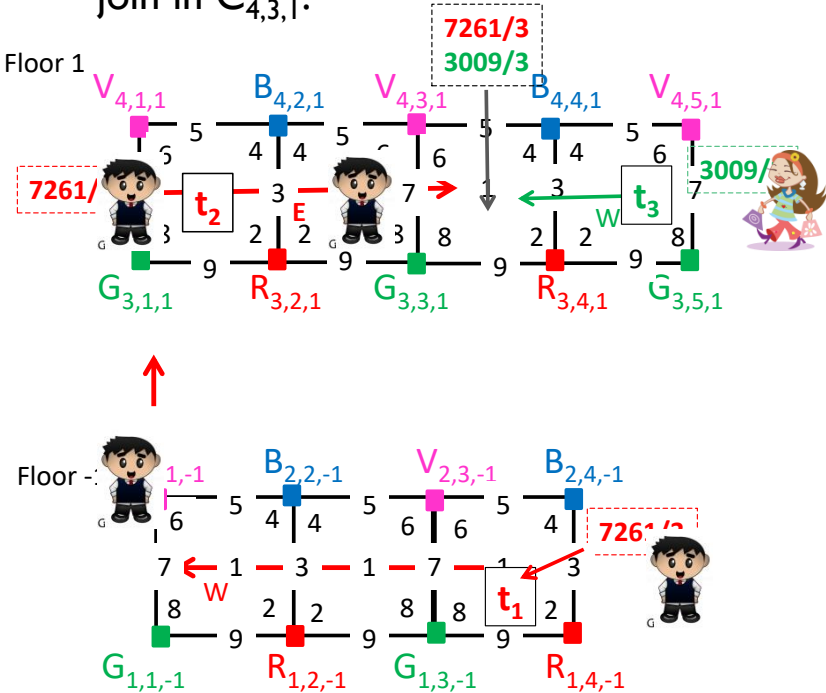 join in C4,3,1.
7261/3
3009/3
Floor 1
V4,1,1 B4,2,1 V4,3,1 B4,4,1 V4,5,1
5 5 5 5
6 4 4 6 4 4 6
7261/ t2 3 E 7 1 3 W t3 7 3009/
8 2 2 8 8 2 2 8
9 9 9 9
G3,1,1 R3,2,1 G3,3,1 R3,4,1 G3,5,1
Floor -1
1,-1 B2,2,-1 V2,3,-1 B2,4,-1
5 5 5
6 4 4 6 6 4
7261/2
7 W 1 3 1 7 1 t1 3
8 2 2 8 8 2
9 9 9
G1,1,-1 R1,2,-1 G1,3,-1 R1,4,-1